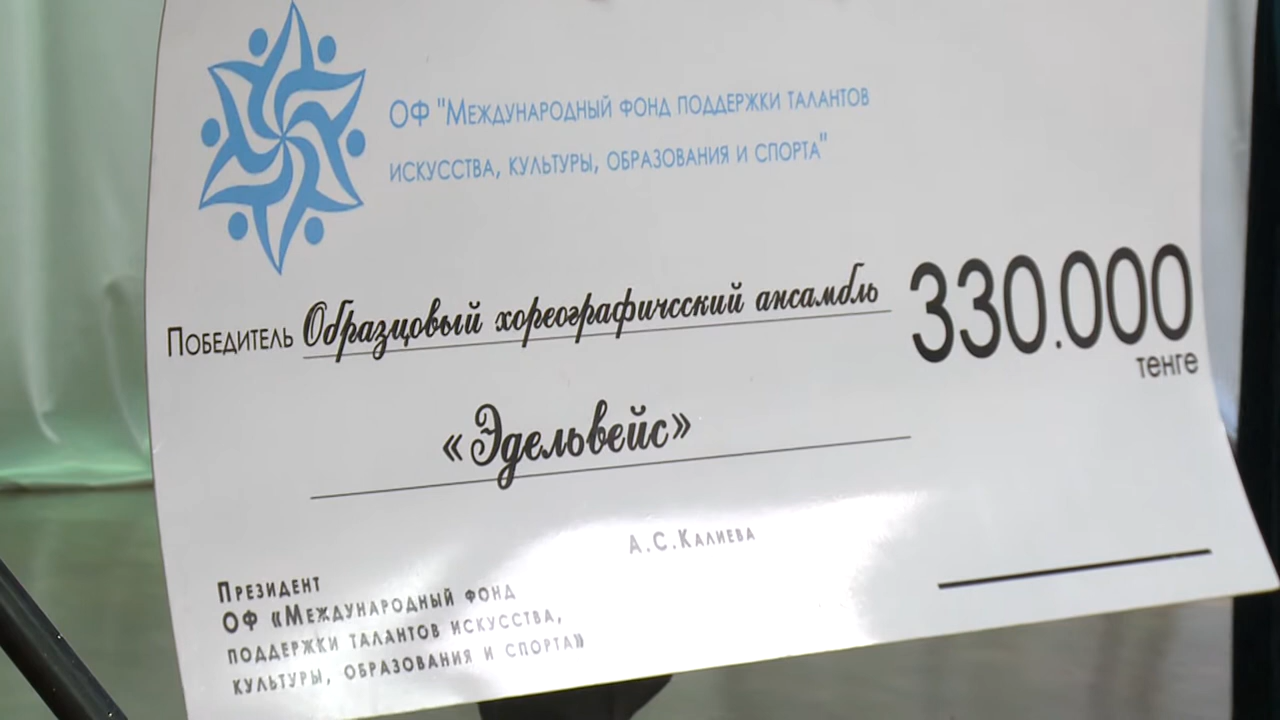 ОФ "Международный фонд поддержки талантов
искусства, культуры, образования и спорта"
Победитель Образцовый хореографичсский ансамбль 330.000
тенге
«Эдельвейс»
А.С.Калиева
Президент
ОФ «Международный фонд
поддержки талантов искусства,
культуры, образования и спорта»